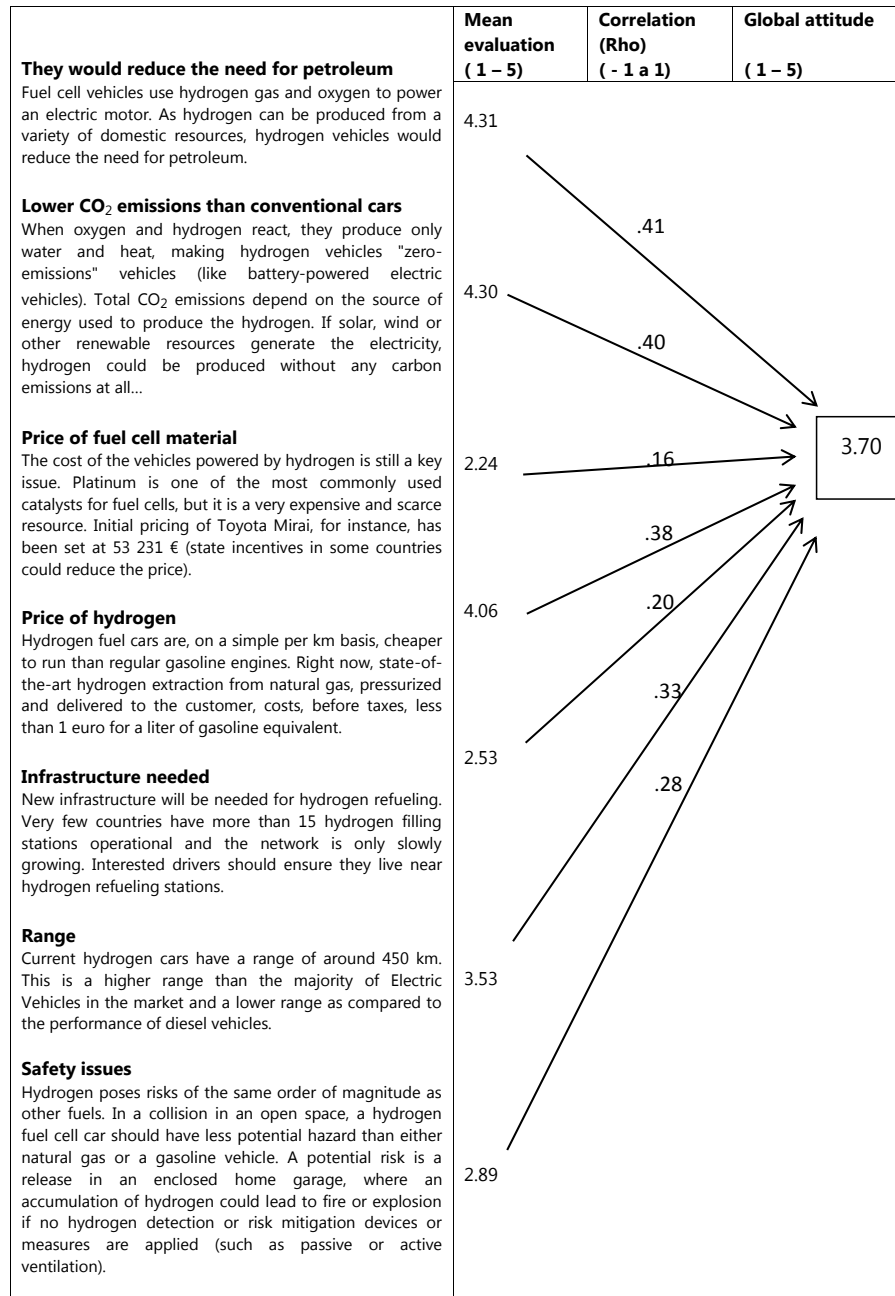 Mean
evaluation
( 1 – 5)
Correlation
(Rho)
( - 1 a 1)
Global attitude
( 1 – 5)
They would reduce the need for petroleum
Fuel cell vehicles use hydrogen gas and oxygen to power
an electric motor. As hydrogen can be produced from a
variety of domestic resources, hydrogen vehicles would
reduce the need for petroleum.
4.31
.41
Lower CO₂ emissions than conventional cars
When oxygen and hydrogen react, they produce only
water and heat, making hydrogen vehicles "zero-
emissions" vehicles (like battery-powered electric
vehicles). Total CO₂ emissions depend on the source of
energy used to produce the hydrogen. If solar, wind or
other renewable resources generate the electricity,
hydrogen could be produced without any carbon
emissions at all...
4.30
.40
Price of fuel cell material
The cost of the vehicles powered by hydrogen is still a key
issue. Platinum is one of the most commonly used
catalysts for fuel cells, but it is a very expensive and scarce
resource. Initial pricing of Toyota Mirai, for instance, has
been set at 53 231 € (state incentives in some countries
could reduce the price).
2.24
.16
3.70
Price of hydrogen
Hydrogen fuel cars are, on a simple per km basis, cheaper
to run than regular gasoline engines. Right now, state-of-
the-art hydrogen extraction from natural gas, pressurized
and delivered to the customer, costs, before taxes, less
than 1 euro for a liter of gasoline equivalent.
4.06
.38
Infrastructure needed
New infrastructure will be needed for hydrogen refueling.
Very few countries have more than 15 hydrogen filling
stations operational and the network is only slowly
growing. Interested drivers should ensure they live near
hydrogen refueling stations.
2.53
.20
Range
Current hydrogen cars have a range of around 450 km.
This is a higher range than the majority of Electric
Vehicles in the market and a lower range as compared to
the performance of diesel vehicles.
3.53
.33
Safety issues
Hydrogen poses risks of the same order of magnitude as
other fuels. In a collision in an open space, a hydrogen
fuel cell car should have less potential hazard than either
natural gas or a gasoline vehicle. A potential risk is a
release in an enclosed home garage, where an
accumulation of hydrogen could lead to fire or explosion
if no hydrogen detection or risk mitigation devices or
measures are applied (such as passive or active
ventilation).
2.89
.28